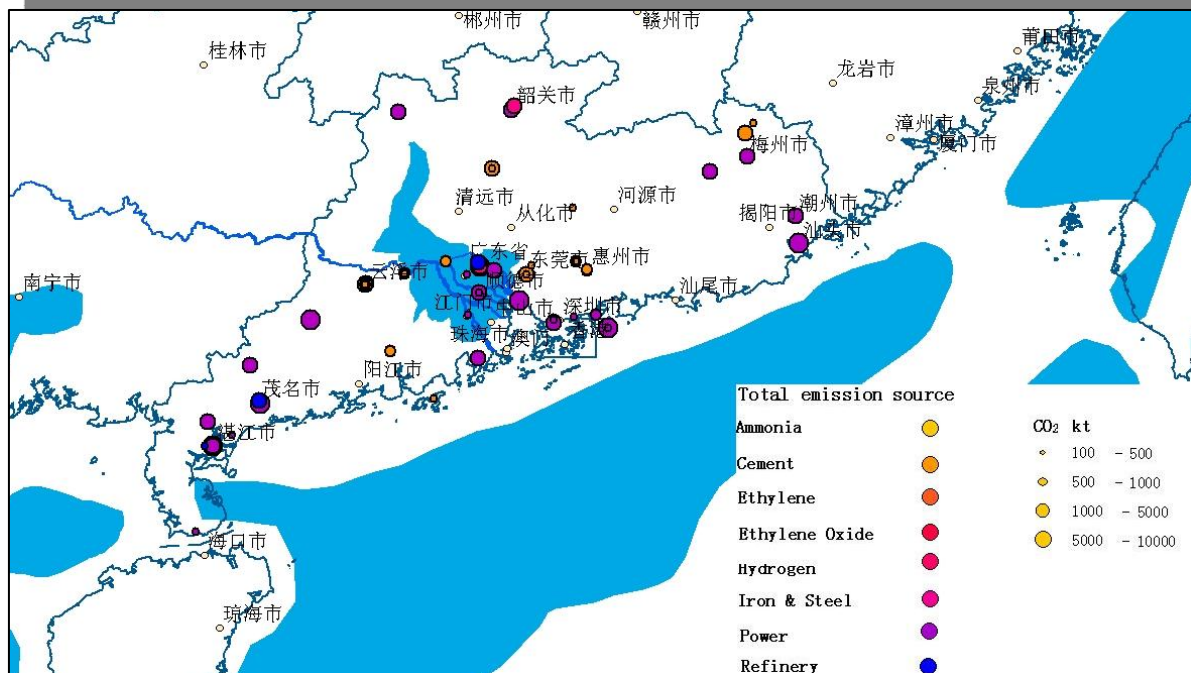 郴州市
赣州市
莆田市
桂林市
龙岩市
泉州市
韶关市
漳州市
厦门市
梅州市
清远市
河源市
从化市
揭阳市
潮州市
汕头市
广东省
东莞市
惠州市
云浮市
顺德市
南宁市
江门市
中山市
深圳市
汕尾市
珠海市
澳门
香港
阳江市
茂名市
湛江市
海口市
琼海市
Total emission source
Ammonia
Cement
Ethylene
Ethylene Oxide
Hydrogen
Iron & Steel
Power
Refinery
CO₂ kt
100 - 500
500 - 1000
1000 - 5000
5000 - 10000